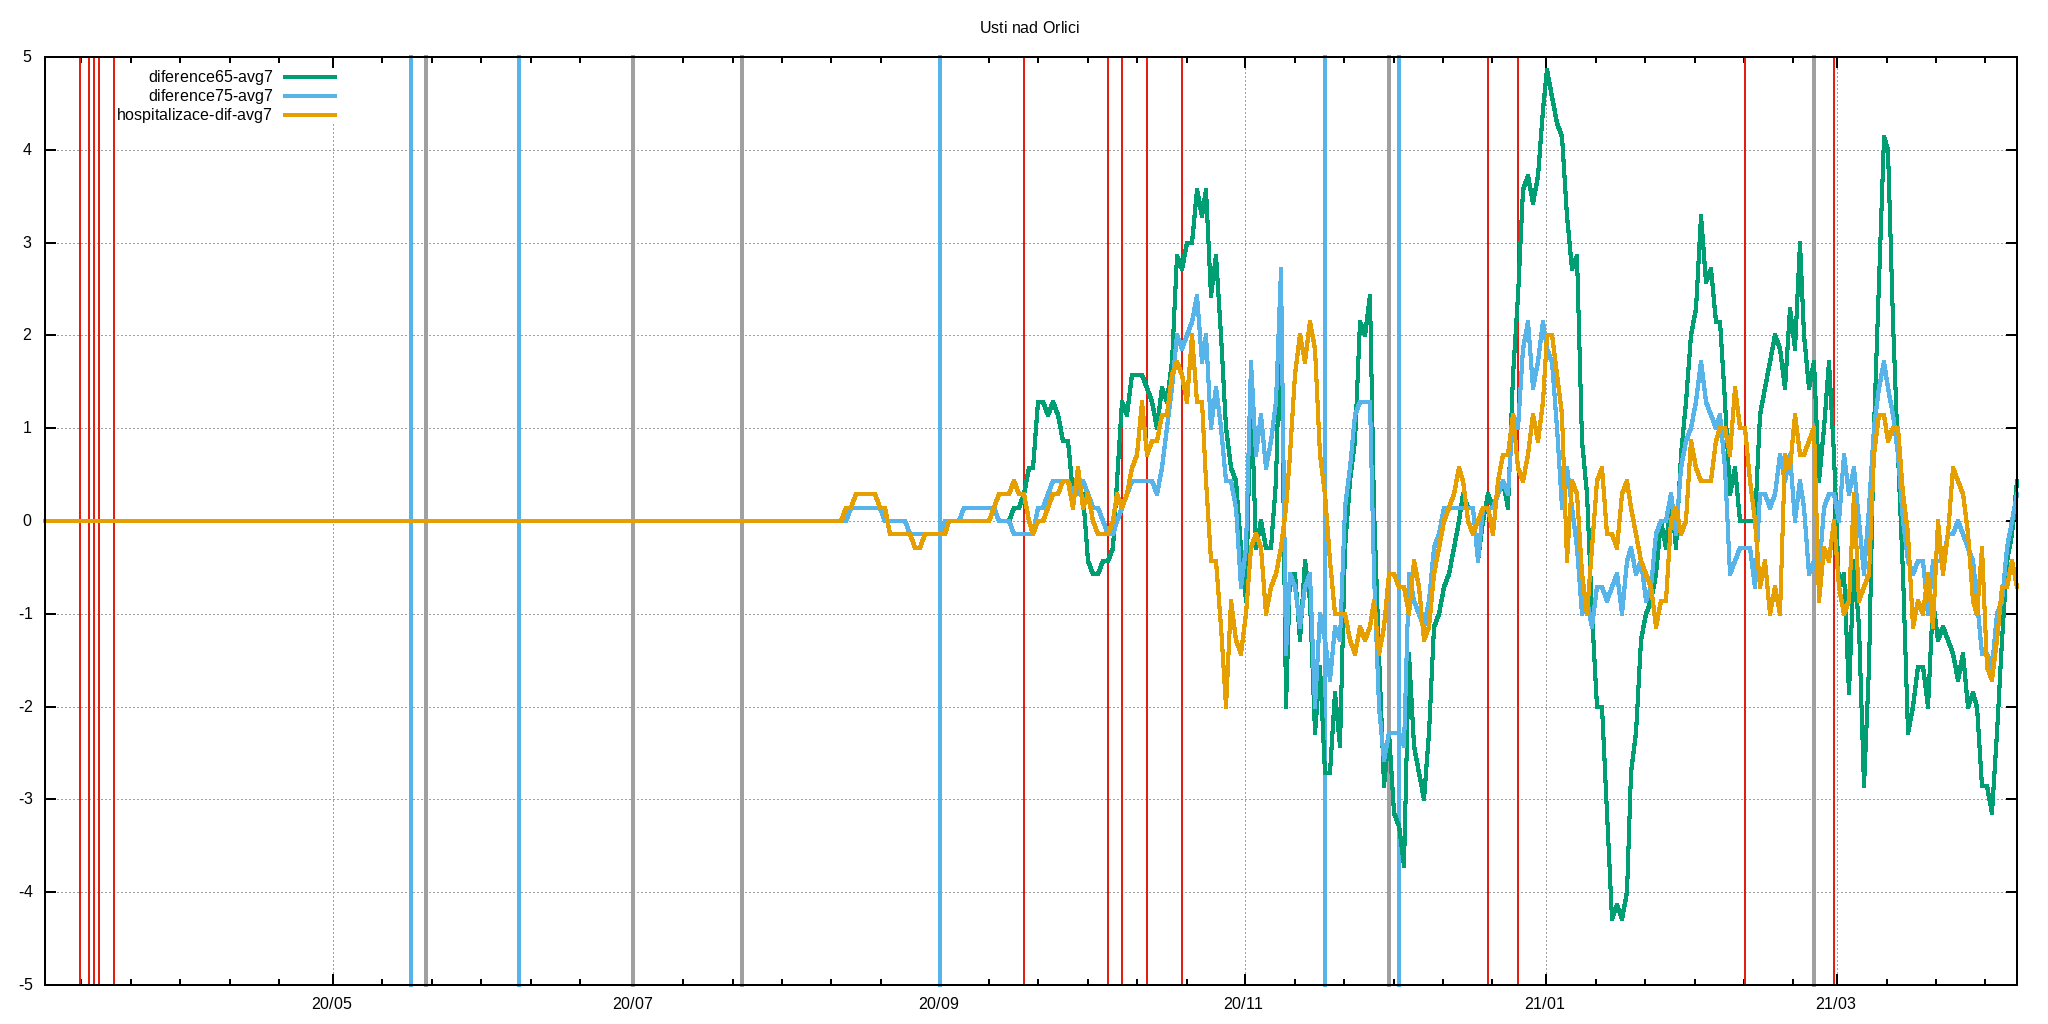 Usti nad Orlici
diference65-avg7
diference75-avg7
hospitalizace-dif-avg7
5
4
3
2
1
0
-1
-2
-3
-4
-5
20/05 20/07 20/09 20/11 21/01 21/03